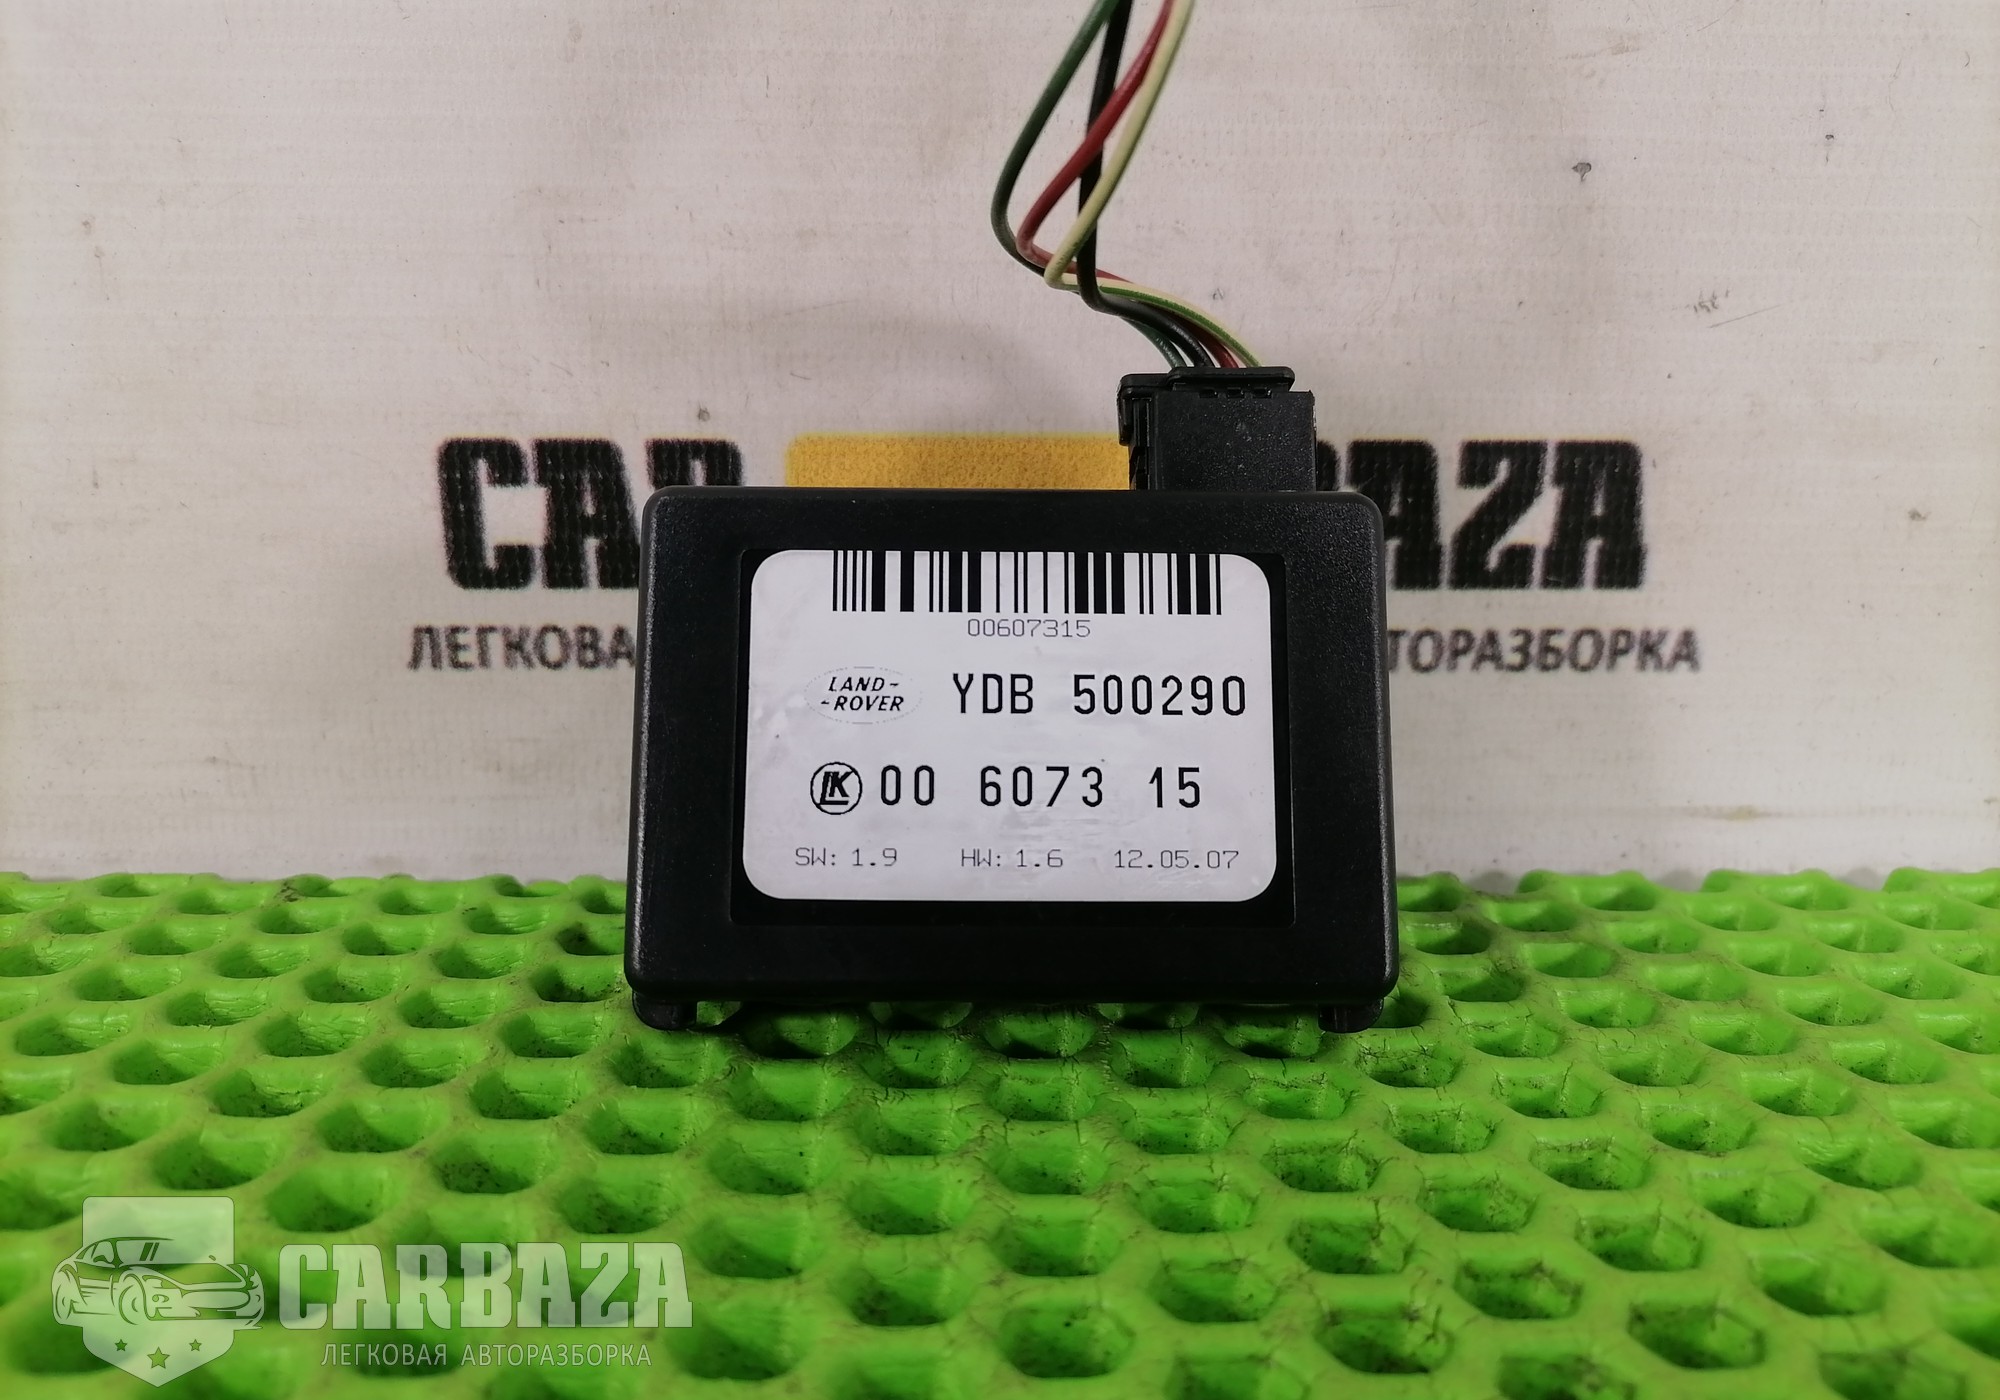 CAR BAZA
ЛЕГКОВА ТОРАЗБОРКА
00607315
LAND-
-ROVER
YDB 500290
LK 00 6073 15
SW: 1.9 HW: 1.6 12.05.07
CARBAZA
ЛЕГКОВАЯ АВТОРАЗБОРКА